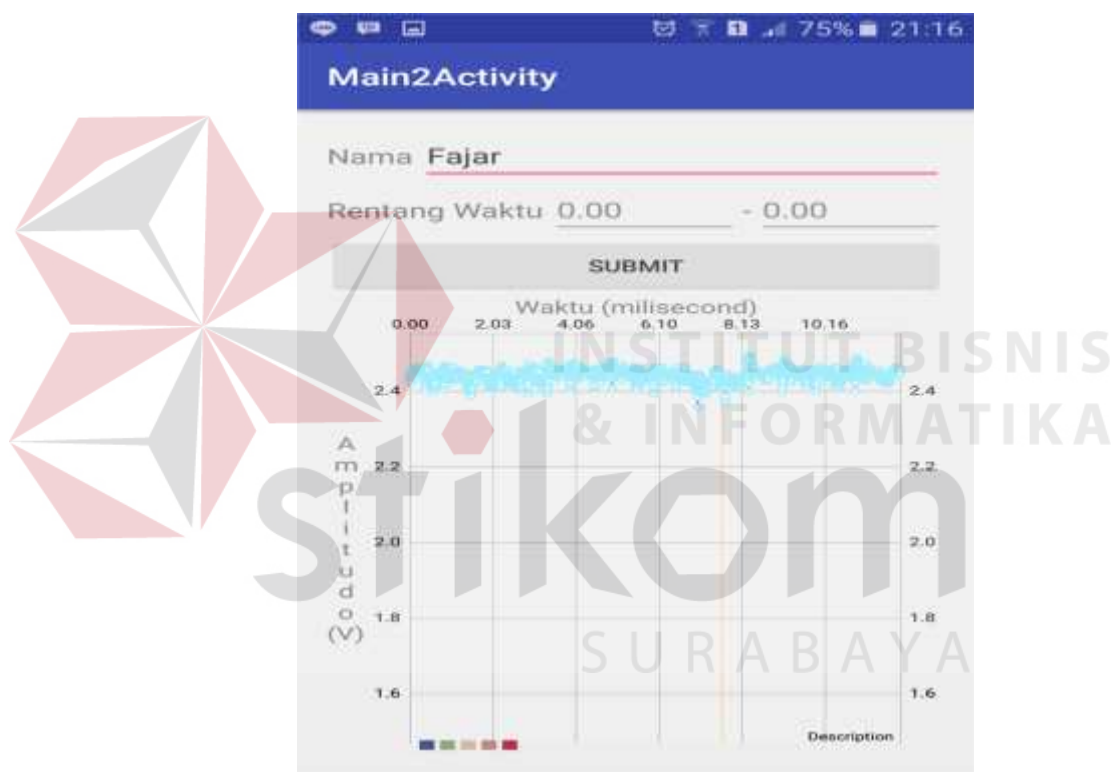 75% 21:16
Main2Activity
Nama Fajar
Rentang Waktu 0.00 - 0.00
SUBMIT
Waktu (milisecond)
0.00 2.03 4.06 6.10 8.13 10.16
2.4 2.4
2.2 2.2
2.0 2.0
1.8 1.8
1.6 1.6
Amplitudo
(V)
Description
INSTITUT BISNIS
& INFORMATIKA
stikom
SURABAYA